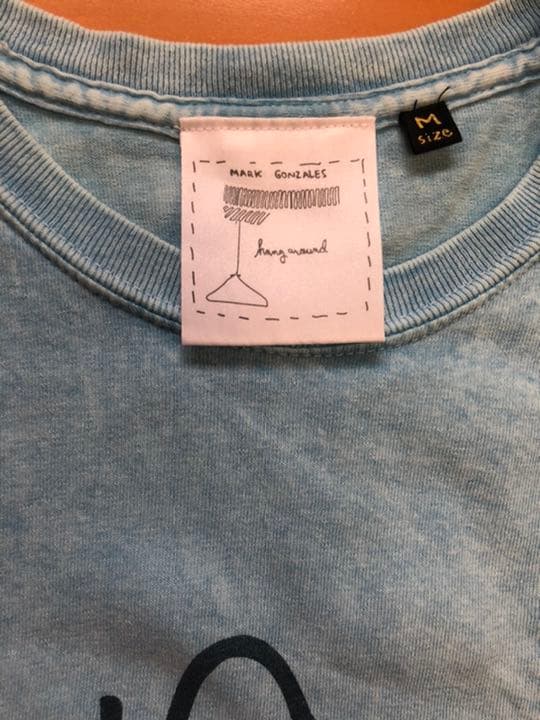 MARK GONZALES
hang around
M
size